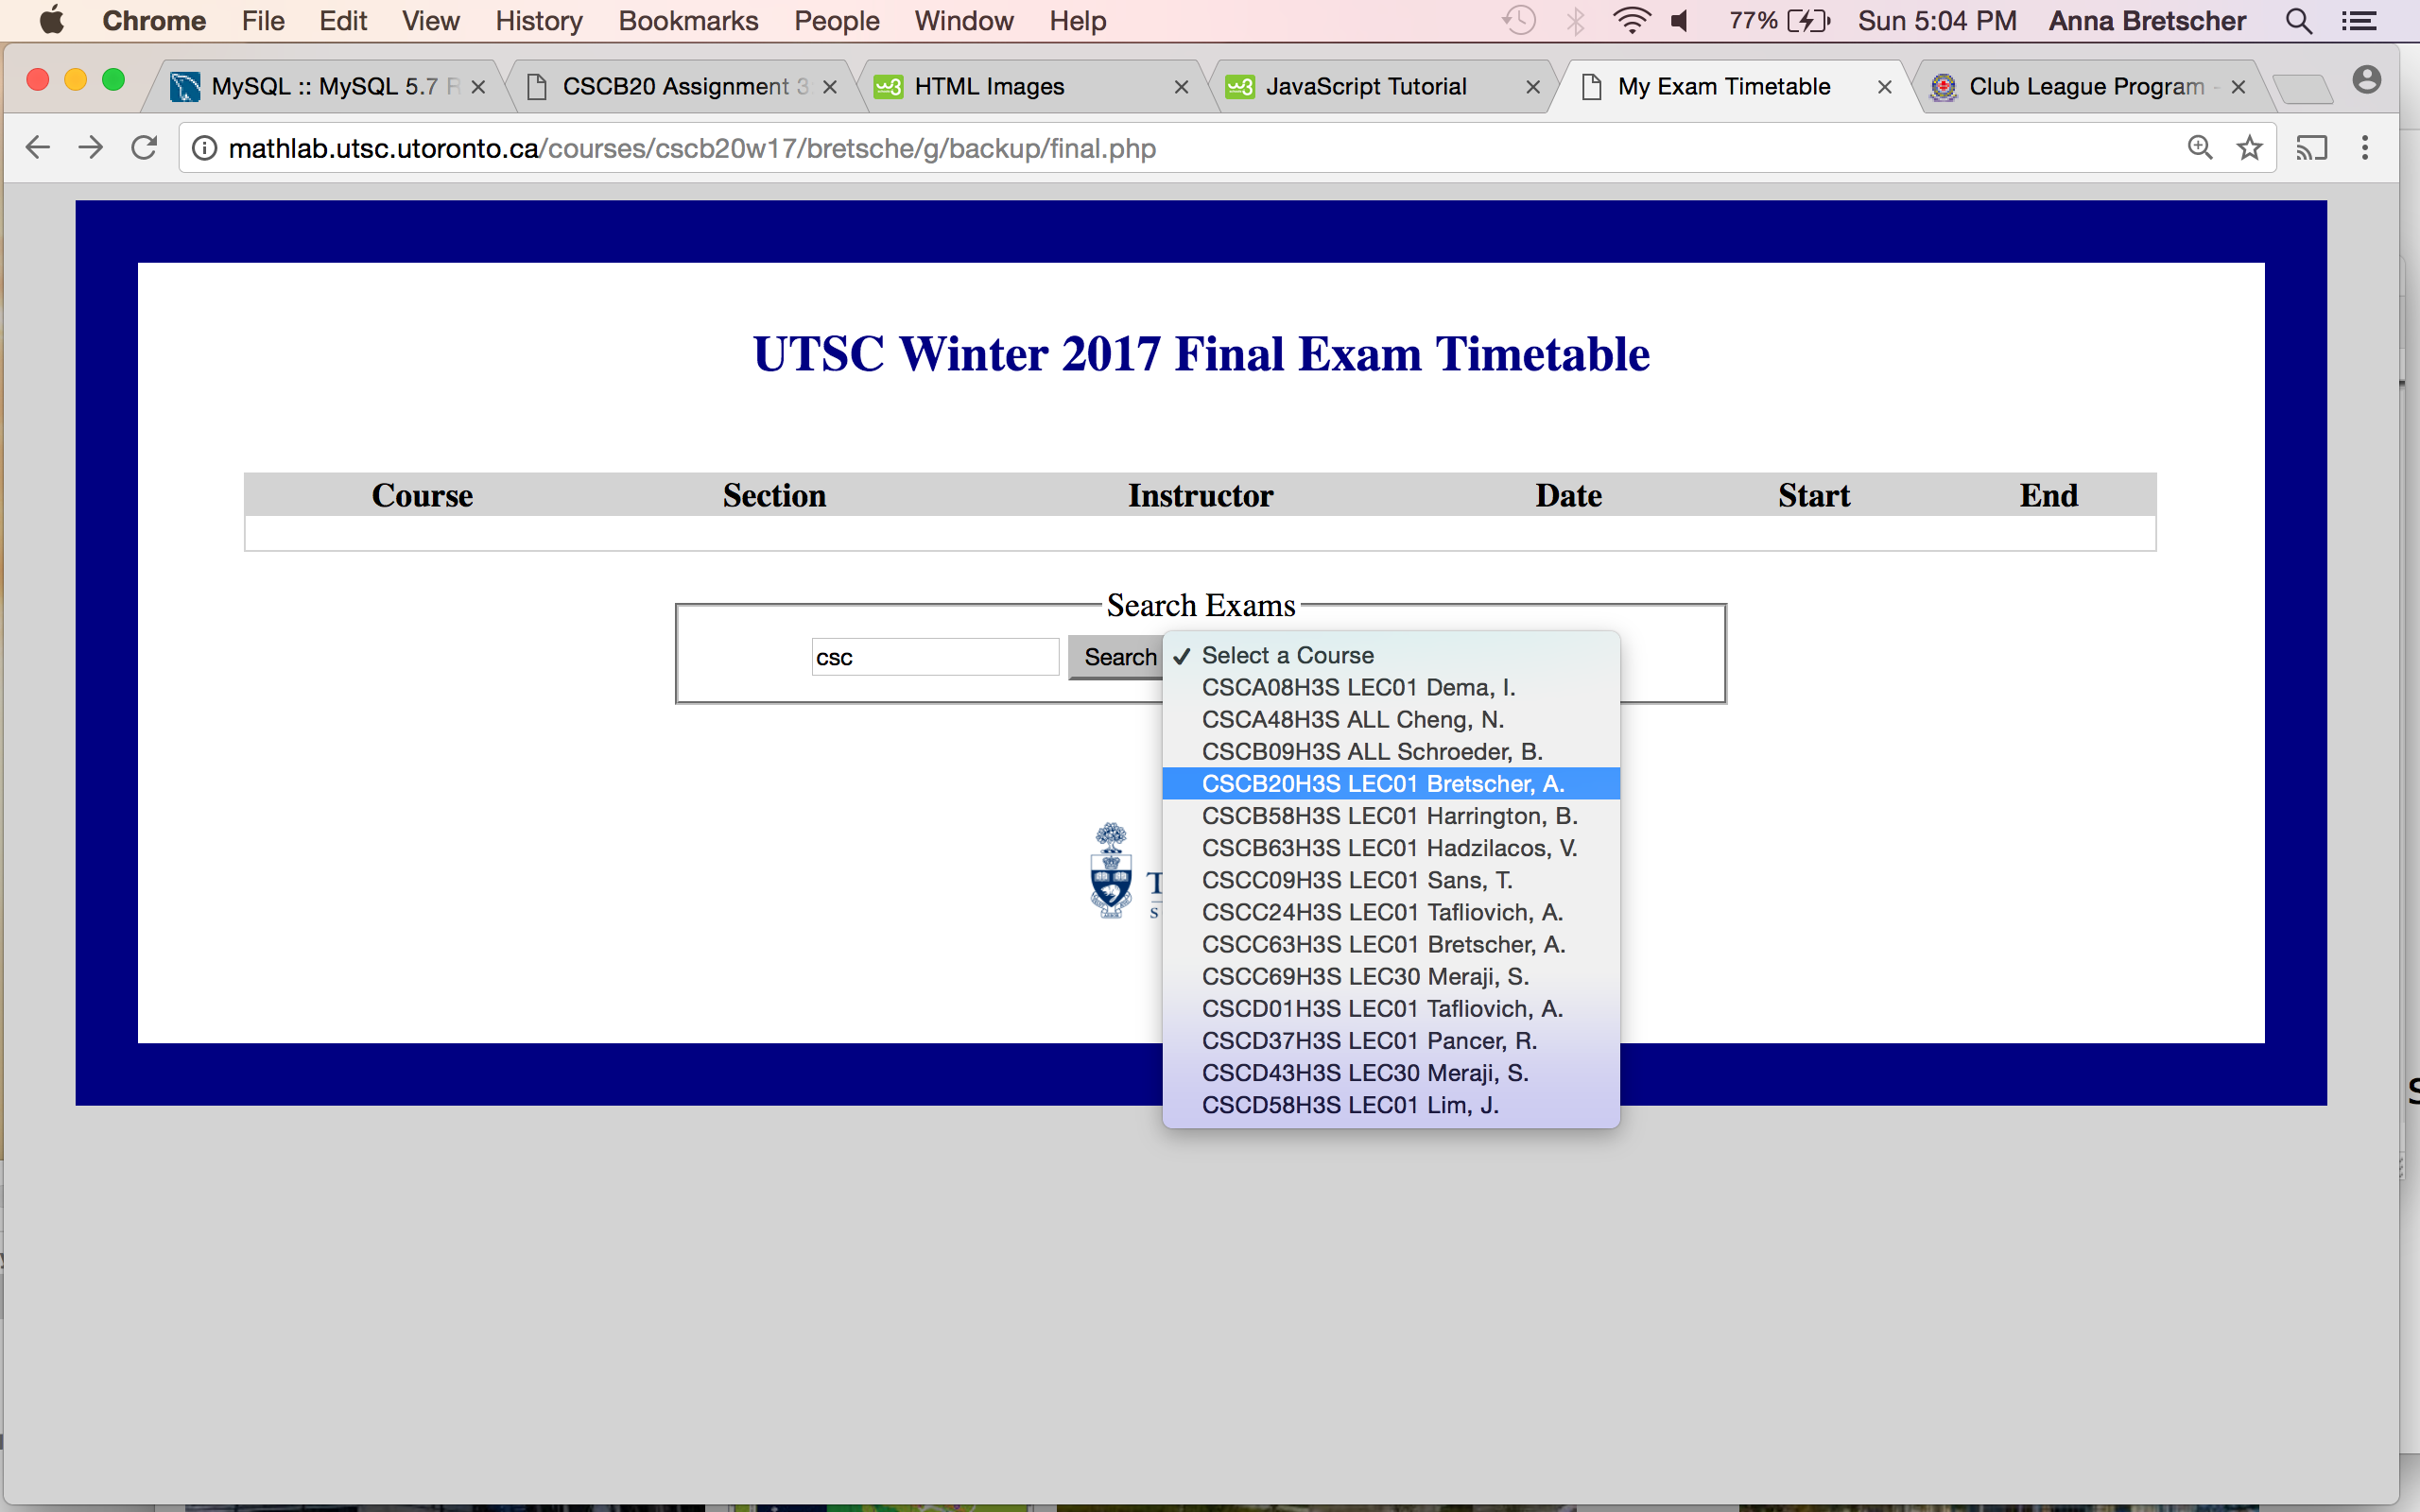 Chrome File Edit View History Bookmarks People Window Help 77% Sun 5:04 PM Anna Bretscher
MySQL :: MySQL 5.7 R CSCB20 Assignment 3 HTML Images JavaScript Tutorial My Exam Timetable Club League Program -
mathlab.utsc.utoronto.ca/courses/cscb20w17/bretsche/g/backup/final.php
UTSC Winter 2017 Final Exam Timetable
Course Section Instructor Date Start End
Search Exams
csc Search
Select a Course
CSCA08H3S LEC01 Dema, I.
CSCA48H3S ALL Cheng, N.
CSCB09H3S ALL Schroeder, B.
CSCB20H3S LEC01 Bretscher, A.
CSCB58H3S LEC01 Harrington, B.
CSCB63H3S LEC01 Hadzilacos, V.
CSCC09H3S LEC01 Sans, T.
CSCC24H3S LEC01 Tafliovich, A.
CSCC63H3S LEC01 Bretscher, A.
CSCC69H3S LEC30 Meraji, S.
CSCD01H3S LEC01 Tafliovich, A.
CSCD37H3S LEC01 Pancer, R.
CSCD43H3S LEC30 Meraji, S.
CSCD58H3S LEC01 Lim, J.